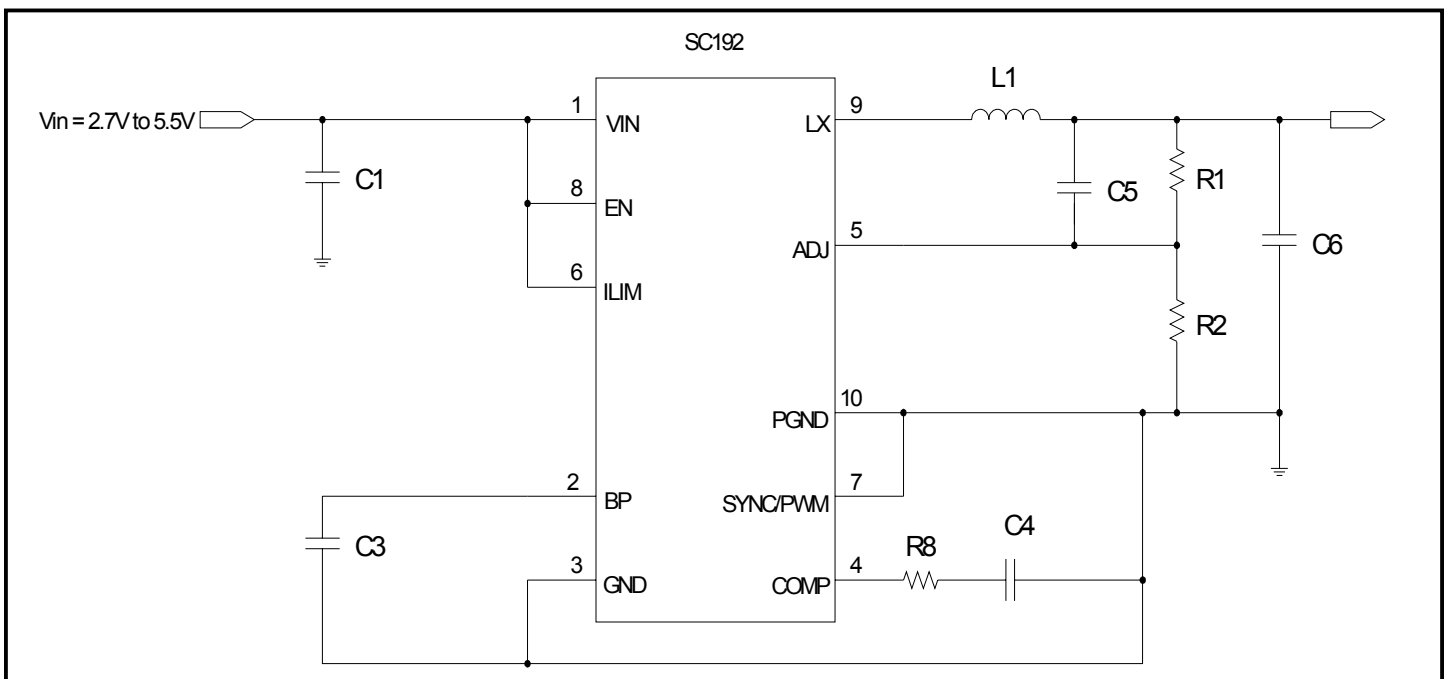 SC192
L1
Vin = 2.7V to 5.5V
1
VIN
LX
9
C1
8
EN
C5
R1
5
ADJ
C6
6
ILIM
R2
10
PGND
2
BP
7
SYNC/PWM
C3
C4
R8
3
GND
4
COMP